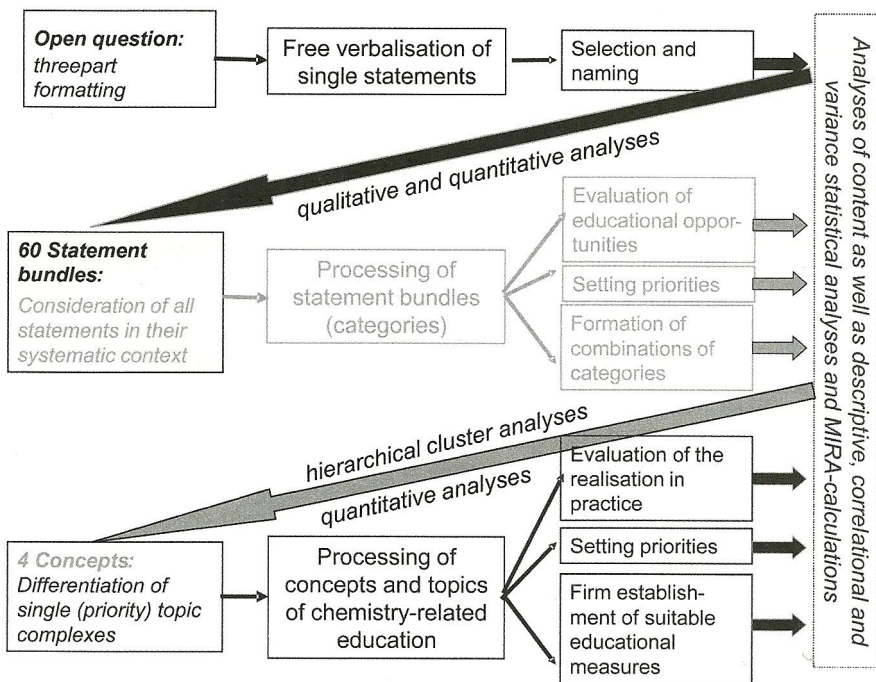 Open question:
threepart
formatting
Free verbalisation of
single statements
Selection and
naming
qualitative and quantitative analyses
60 Statement
bundles:
Consideration of all
statements in their
systematic context
Processing of
statement bundles
(categories)
Evaluation of
educational oppor-
tunities
Setting priorities
Formation of
combinations of
categories
hierarchical cluster analyses
quantitative analyses
4 Concepts:
Differentiation of
single (priority) topic
complexes
Processing of
concepts and topics
of chemistry-related
education
Evaluation of the
realisation in
practice
Setting priorities
Firm establish-
ment of suitable
educational
measures
Analyses of content as well as descriptive, correlational and
variance statistical analyses and MIRA-calculations